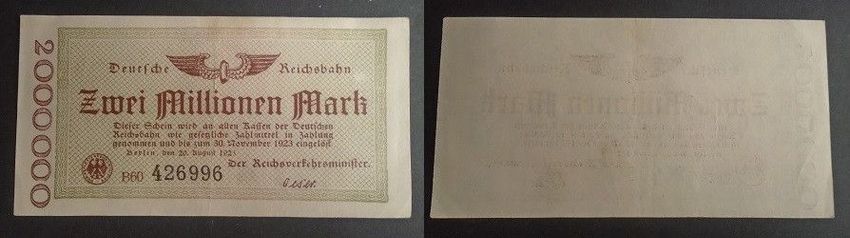 2000000
Deutsche Reichsbahn
Zwei Millionen Mark
Dieser Schein wird an allen Kassen der Deutschen
Reichsbahn wie gesetzliche Zahlmittel in Zahlung
genommen und bis zum 30. November 1923 eingelöst
Berlin, den 20. August 1923
Der Reichsverkehrsminister.
B60 426996
Oeser